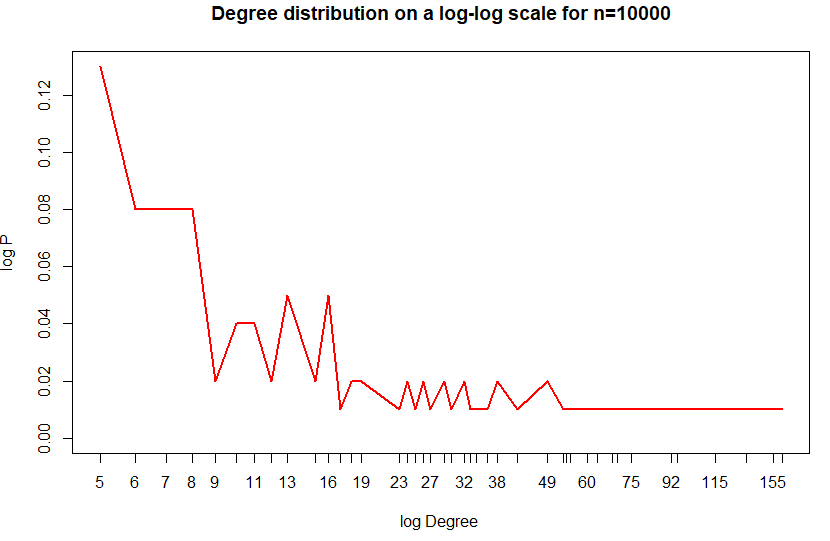 Degree distribution on a log-log scale for n=10000
log P
0.12
0.10
0.08
0.06
0.04
0.02
0.00
5 6 7 8 9 11 13 16 19 23 27 32 38 49 60 75 92 115 155
log Degree